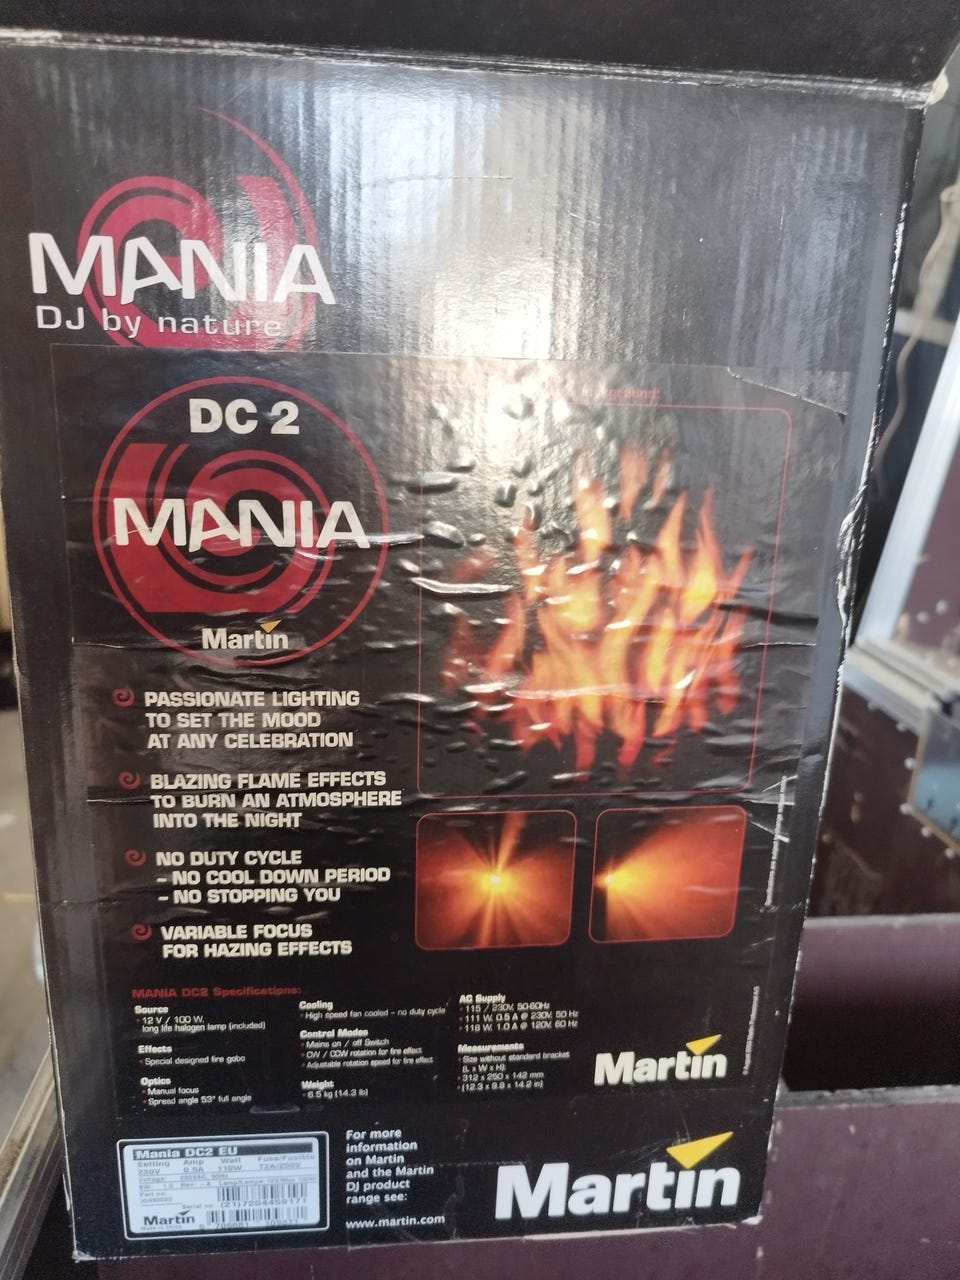 MANIA
DJ by nature
DC 2
MANIA
Martin
PASSIONATE LIGHTING
TO SET THE MOOD
AT ANY CELEBRATION
BLAZING FLAME EFFECTS
TO BURN AN ATMOSPHERE
INTO THE NIGHT
NO DUTY CYCLE
– NO COOL DOWN PERIOD
– NO STOPPING YOU
VARIABLE FOCUS
FOR HAZING EFFECTS
MANIA DC2 Specifications:
Source
• 12 V / 100 W,
long life halogen lamp (included)
Effects
• Special designed fire gobo
Optics
• Manual focus
• Spread angle 53° full angle
Cooling
• High speed fan cooled – no duty cycle
Control Modes
• Mains on / off Switch
• CW / CCW rotation for fire effect
• Adjustable rotation speed for fire effect
Weight
• 6.5 kg (14.3 lb)
AC Supply
• 115 / 230V, 50-60Hz
• 111 W, 0.5 A @ 230V, 50 Hz
• 118 W, 1.0 A @ 120V, 60 Hz
Measurements
• Size without standard bracket
(L x W x H):
• 312 x 250 x 142 mm
• (12.3 x 9.8 x 14.2 in)
Martin
Mania DC2 EU
Setting Amp Watt Fuse/Fusible
230V 0.5A 110W T2A/250V
Serial no: (21)720445917
Martin
Made in China
For more
information
on Martin
and the Martin
DJ product
range see:
www.martin.com
Martin